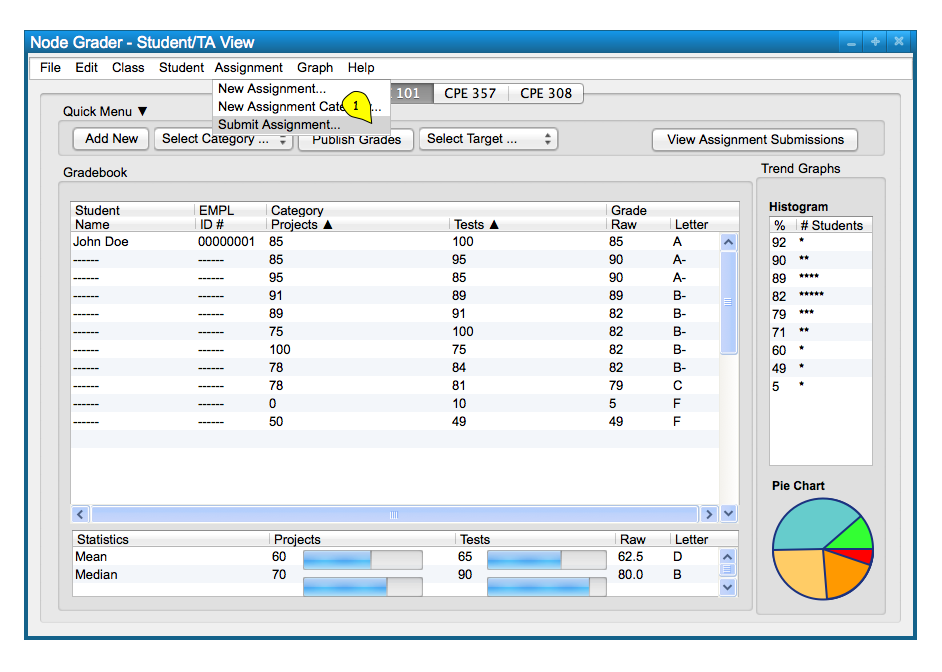 Node Grader - Student/TA View
File Edit Class Student Assignment Graph Help
New Assignment...
101 CPE 357 CPE 308
New Assignment Cate ...
1
Quick Menu ▼
Submit Assignment...
Add New Select Category ... Publish Grades Select Target ... View Assignment Submissions
Gradebook
Trend Graphs
Student Name EMPL ID # Category Projects ▲ Tests ▲ Grade Raw Letter
John Doe 00000001 85 100 85 A
------ ------ 85 95 90 A-
------ ------ 95 85 90 A-
------ ------ 91 89 89 B-
------ ------ 89 91 82 B-
------ ------ 75 100 82 B-
------ ------ 100 75 82 B-
------ ------ 78 84 82 B-
------ ------ 78 81 79 C
------ ------ 0 10 5 F
------ ------ 50 49 49 F
Histogram
% # Students
92 *
90 **
89 ****
82 *****
79 ***
71 **
60 *
49 *
5 *
Pie Chart
Statistics Projects Tests Raw Letter
Mean 60 65 62.5 D
Median 70 90 80.0 B